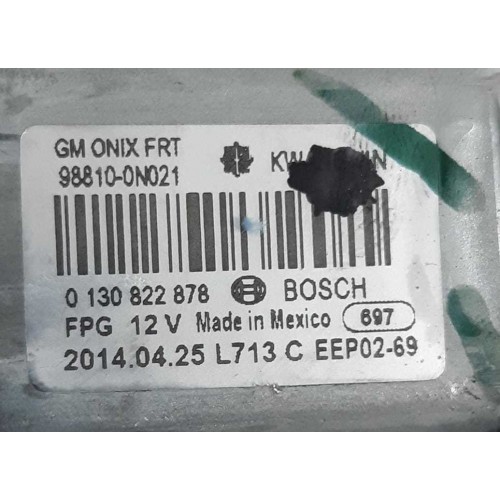 GM ONIX FRT
98810-0N021
0 130 822 878 BOSCH
FPG 12 V Made in Mexico 697
2014.04.25 L713 C EEP02-69